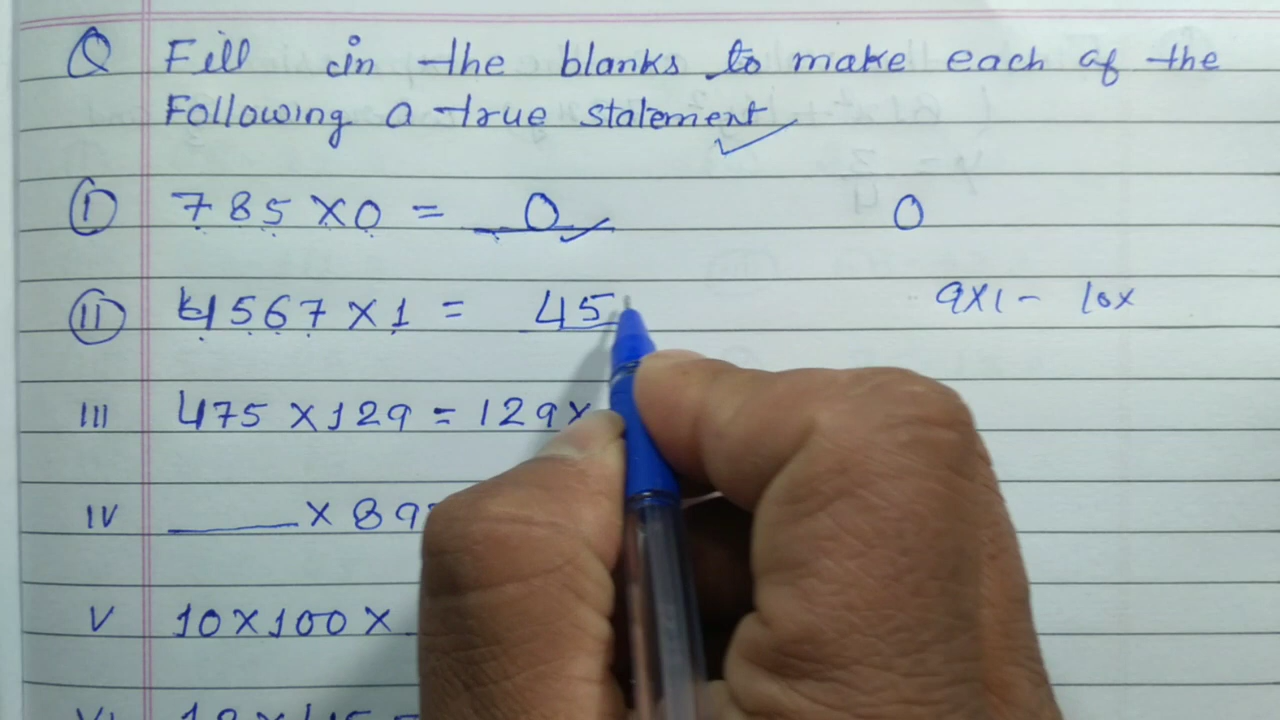 Q Fill in the blanks to make each of the
Following a true statement
I 785 × 0 = 0 0
II 4567 × 1 = 45 9×1 - 10×
III 475 × 129 = 129 ×
IV ____ × 89
V 10 × 100 ×